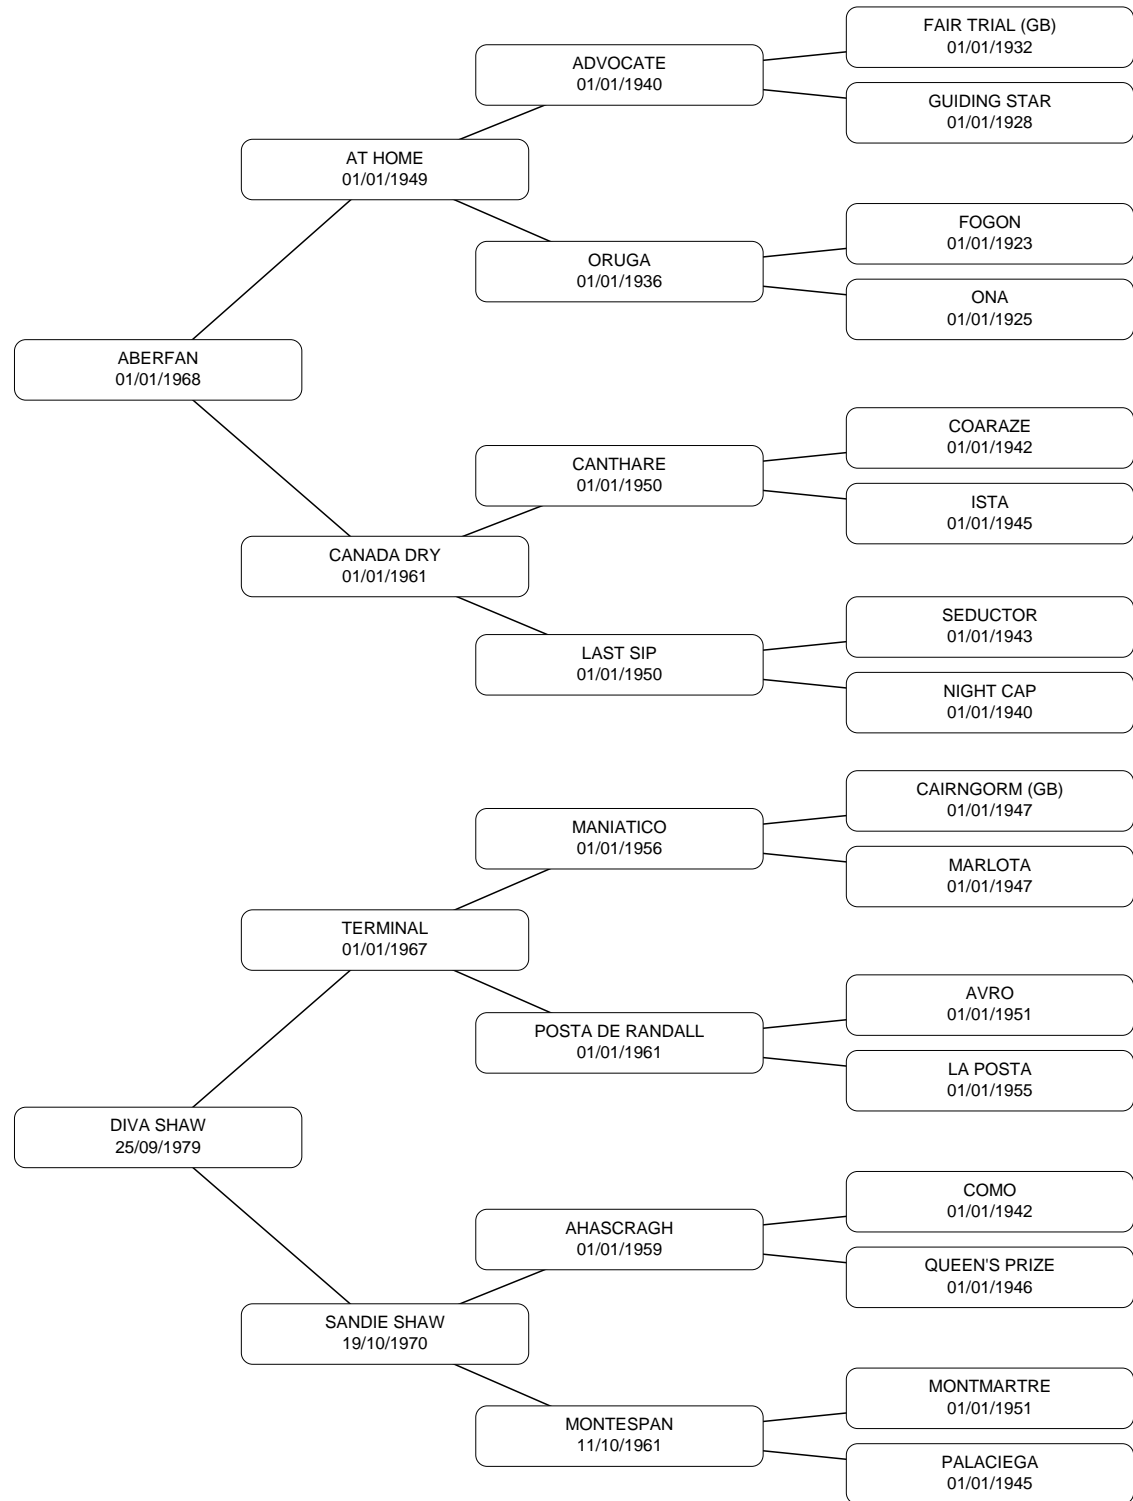 FAIR TRIAL (GB)
01/01/1932
ADVOCATE
01/01/1940
GUIDING STAR
01/01/1928
AT HOME
01/01/1949
FOGON
01/01/1923
ORUGA
01/01/1936
ONA
01/01/1925
ABERFAN
01/01/1968
COARAZE
01/01/1942
CANTHARE
01/01/1950
ISTA
01/01/1945
CANADA DRY
01/01/1961
SEDUCTOR
01/01/1943
LAST SIP
01/01/1950
NIGHT CAP
01/01/1940
CAIRNGORM (GB)
01/01/1947
MANIATICO
01/01/1956
MARLOTA
01/01/1947
TERMINAL
01/01/1967
AVRO
01/01/1951
POSTA DE RANDALL
01/01/1961
LA POSTA
01/01/1955
DIVA SHAW
25/09/1979
COMO
01/01/1942
AHASCRAGH
01/01/1959
QUEEN'S PRIZE
01/01/1946
SANDIE SHAW
19/10/1970
MONTMARTRE
01/01/1951
MONTESPAN
11/10/1961
PALACIEGA
01/01/1945